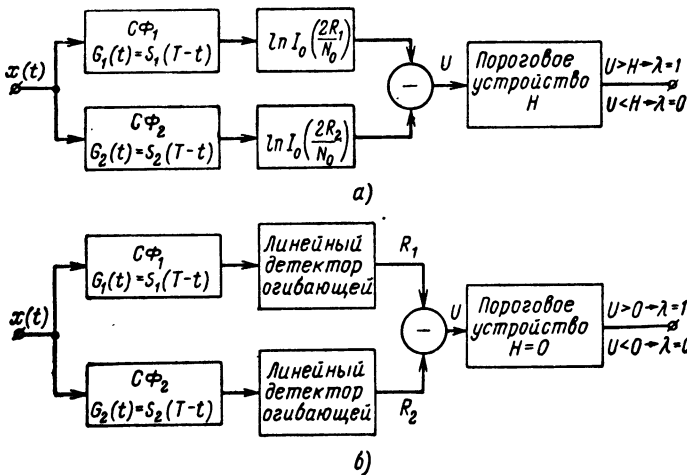 x(t)
СФ₁
G₁(t)=S₁(T-t)
ln I₀(2R₁/N₀)
СФ₂
G₂(t)=S₂(T-t)
ln I₀(2R₂/N₀)
−
U
Пороговое
устройство
H
U>H→λ=1
U<H→λ=0
а)
x(t)
СФ₁
G₁(t)=S₁(T-t)
Линейный
детектор
огибающей
R₁
СФ₂
G₂(t)=S₂(T-t)
Линейный
детектор
огибающей
R₂
−
U
Пороговое
устройство
H=0
U>0→λ=1
U<0→λ=0
б)